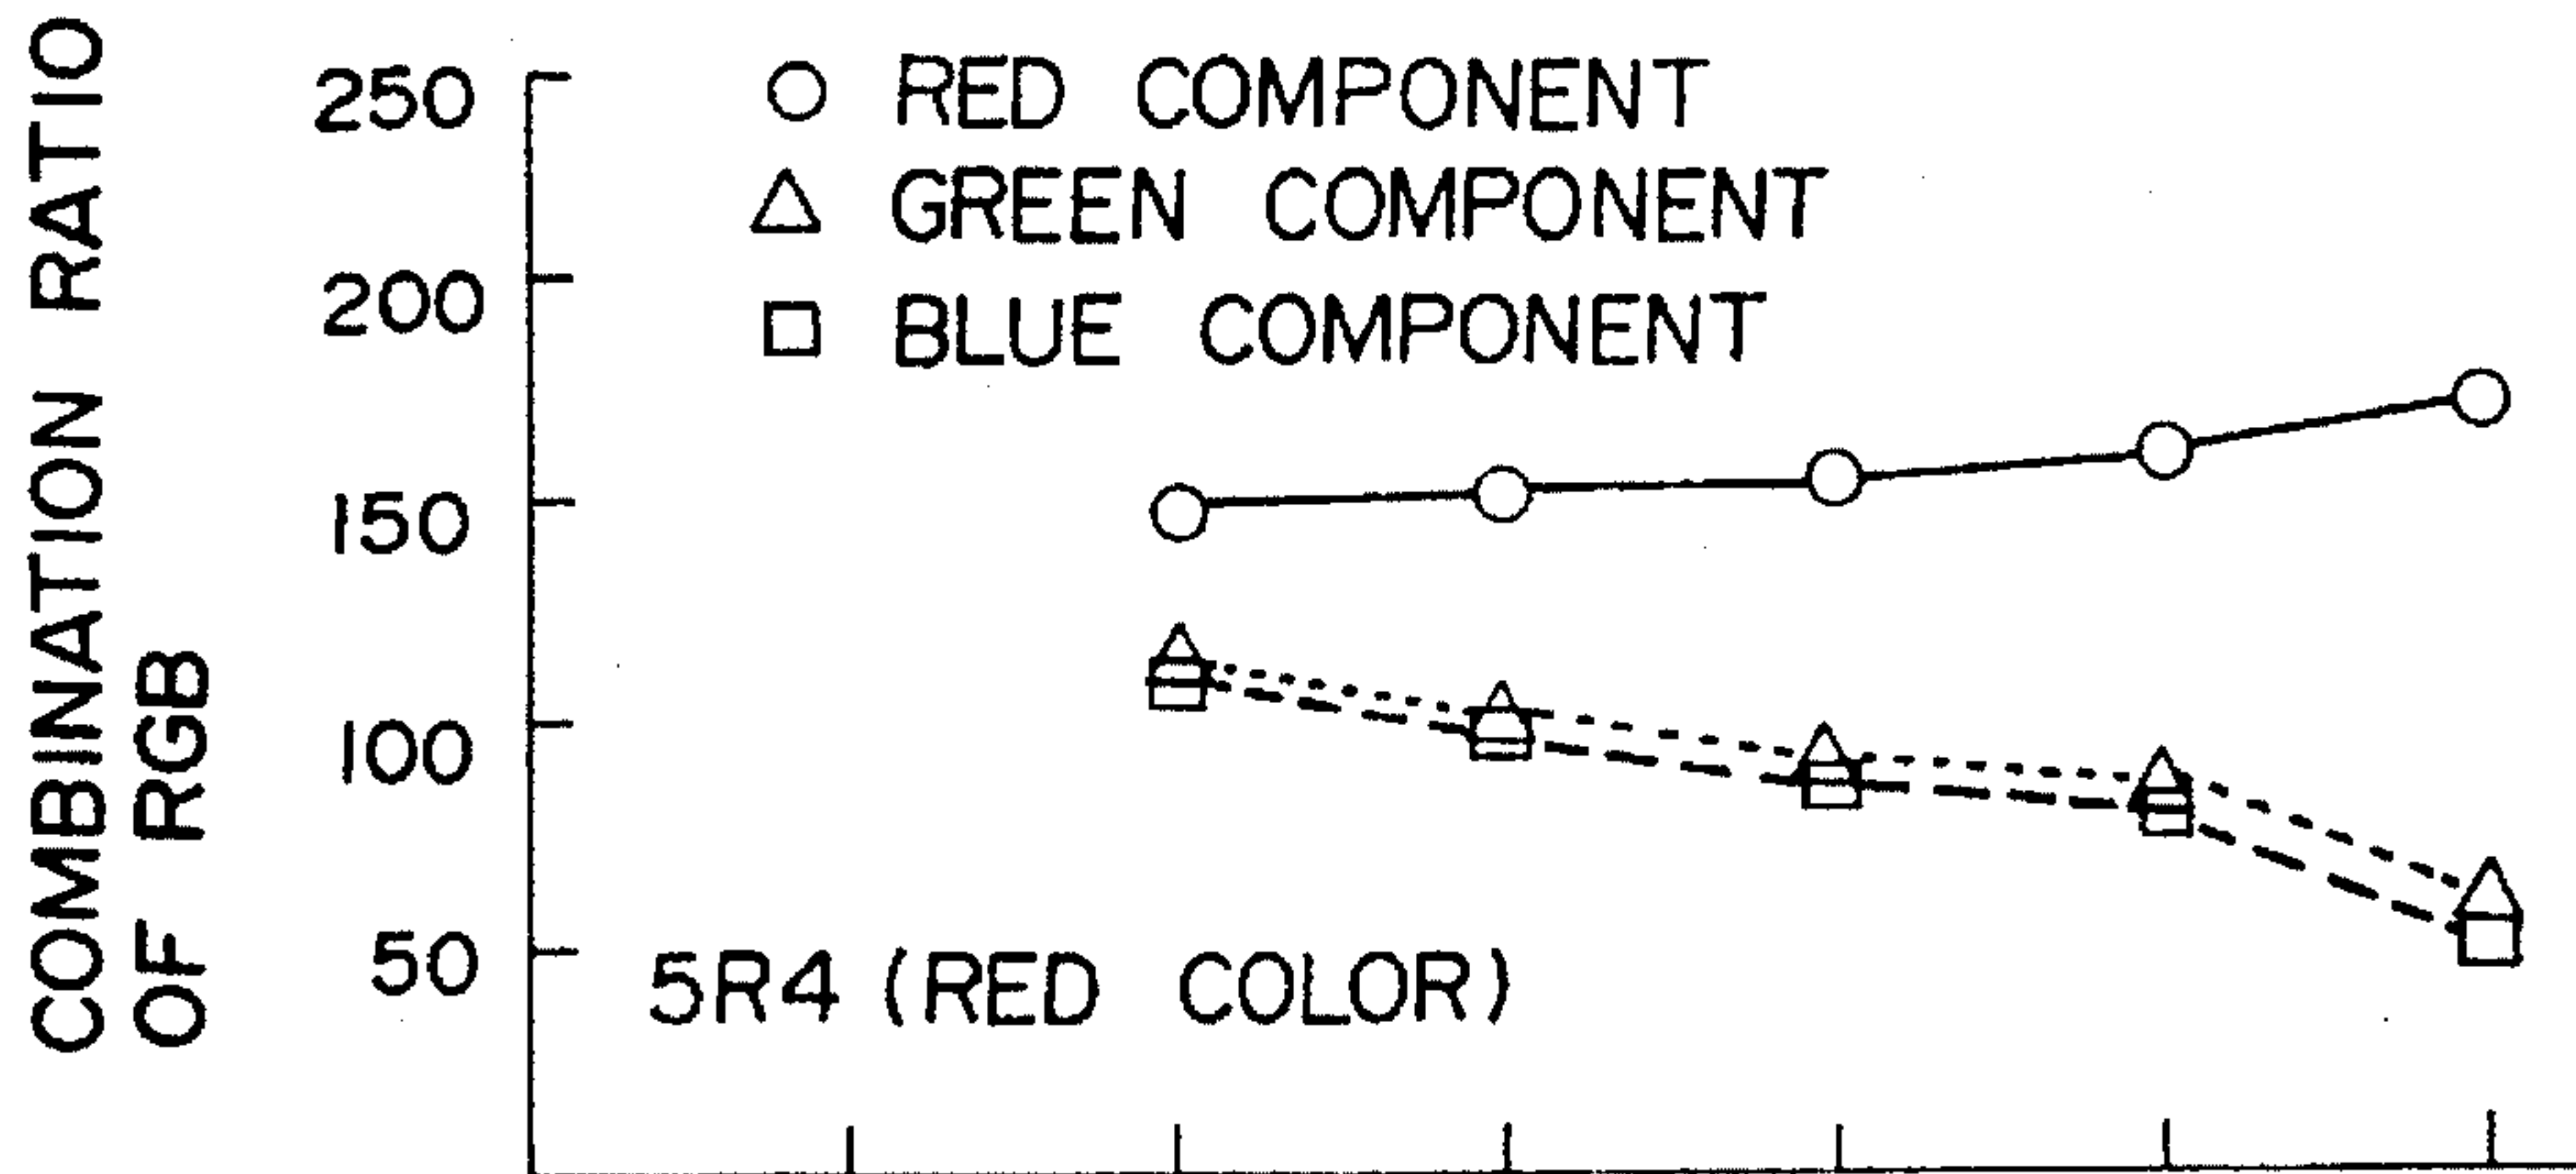 COMBINATION RATIO
OF RGB
250
200
150
100
50
○ RED COMPONENT
△ GREEN COMPONENT
□ BLUE COMPONENT
5R4 (RED COLOR)